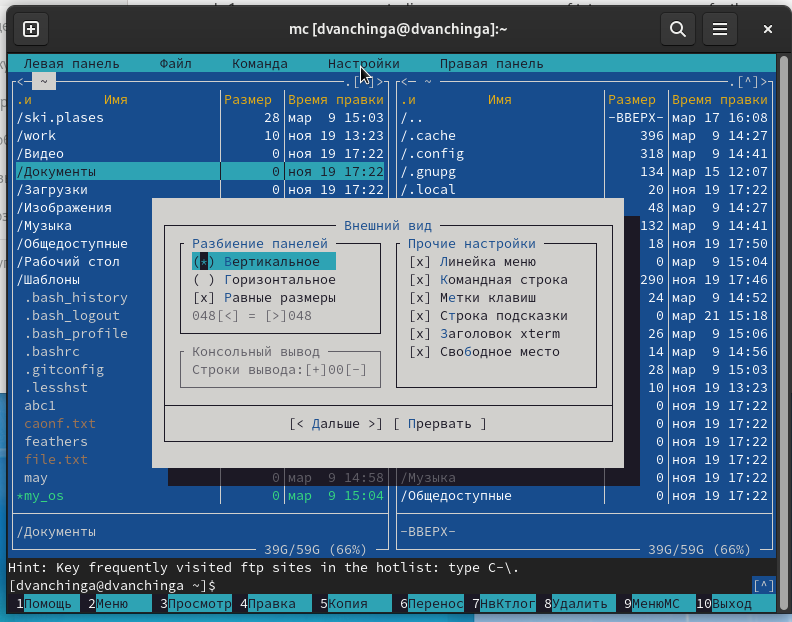 mc [dvanchinga@dvanchinga]:~
Левая панель Файл Команда Настройки Правая панель
<— ~ .[^]> <— ~ .[^]>
.и Имя Размер Время правки .и Имя Размер Время правки
/ski.plases 28 мар 9 15:03 /.. -ВВЕРХ- мар 17 16:08
/work 10 ноя 19 13:23 /.cache 396 мар 9 14:27
/Видео 0 ноя 19 17:22 /.config 318 мар 9 14:41
/Документы 0 ноя 19 17:22 /.gnupg 134 мар 15 12:07
/Загрузки 0 ноя 19 17:22 /.local 20 ноя 19 17:22
/Изображения 48 мар 9 14:27
/Музыка Внешний вид 132 мар 9 14:41
/Общедоступные Разбиение панелей Прочие настройки 18 ноя 19 17:50
/Рабочий стол (*) Вертикальное [x] Линейка меню 0 мар 9 15:04
/Шаблоны ( ) Горизонтальное [x] Командная строка 290 ноя 19 17:46
.bash_history [x] Равные размеры [x] Метки клавиш 24 мар 9 14:52
.bash_logout 048[<] = [>]048 [x] Строка подсказки 0 мар 21 15:18
.bash_profile [x] Заголовок xterm 26 мар 9 15:06
.bashrc Консольный вывод [x] Свободное место 14 мар 9 14:56
.gitconfig Строки вывода:[+]00[-] 28 мар 9 15:03
.lesshst 10 ноя 19 13:23
abc1 0 ноя 19 17:22
caonf.txt [< Дальше >] [ Прервать ] 0 ноя 19 17:22
feathers 0 ноя 19 17:22
file.txt 0 ноя 19 17:22
may 0 мар 9 14:58 /Музыка 0 ноя 19 17:22
*my_os 0 мар 9 15:04 /Общедоступные 0 ноя 19 17:22
/Документы -ВВЕРХ-
39G/59G (66%) 39G/59G (66%)
Hint: Key frequently visited ftp sites in the hotlist: type C-\.
[dvanchinga@dvanchinga ~]$ [^]
1Помощь 2Меню 3Просмотр 4Правка 5Копия 6Перенос 7НвКтлог 8Удалить 9МенюМС 10Выход